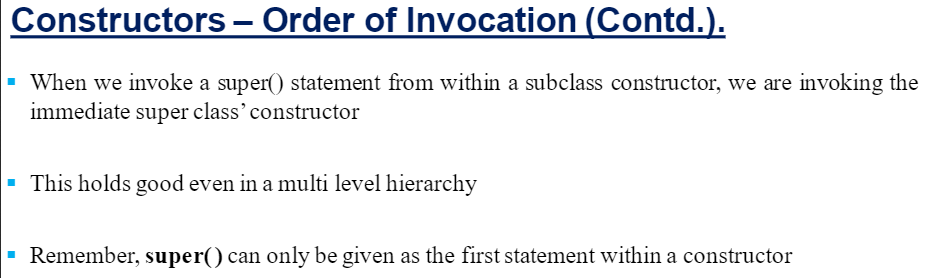 Constructors – Order of Invocation (Contd.).
▪ When we invoke a super() statement from within a subclass constructor, we are invoking the
immediate super class’ constructor
▪ This holds good even in a multi level hierarchy
▪ Remember, super() can only be given as the first statement within a constructor